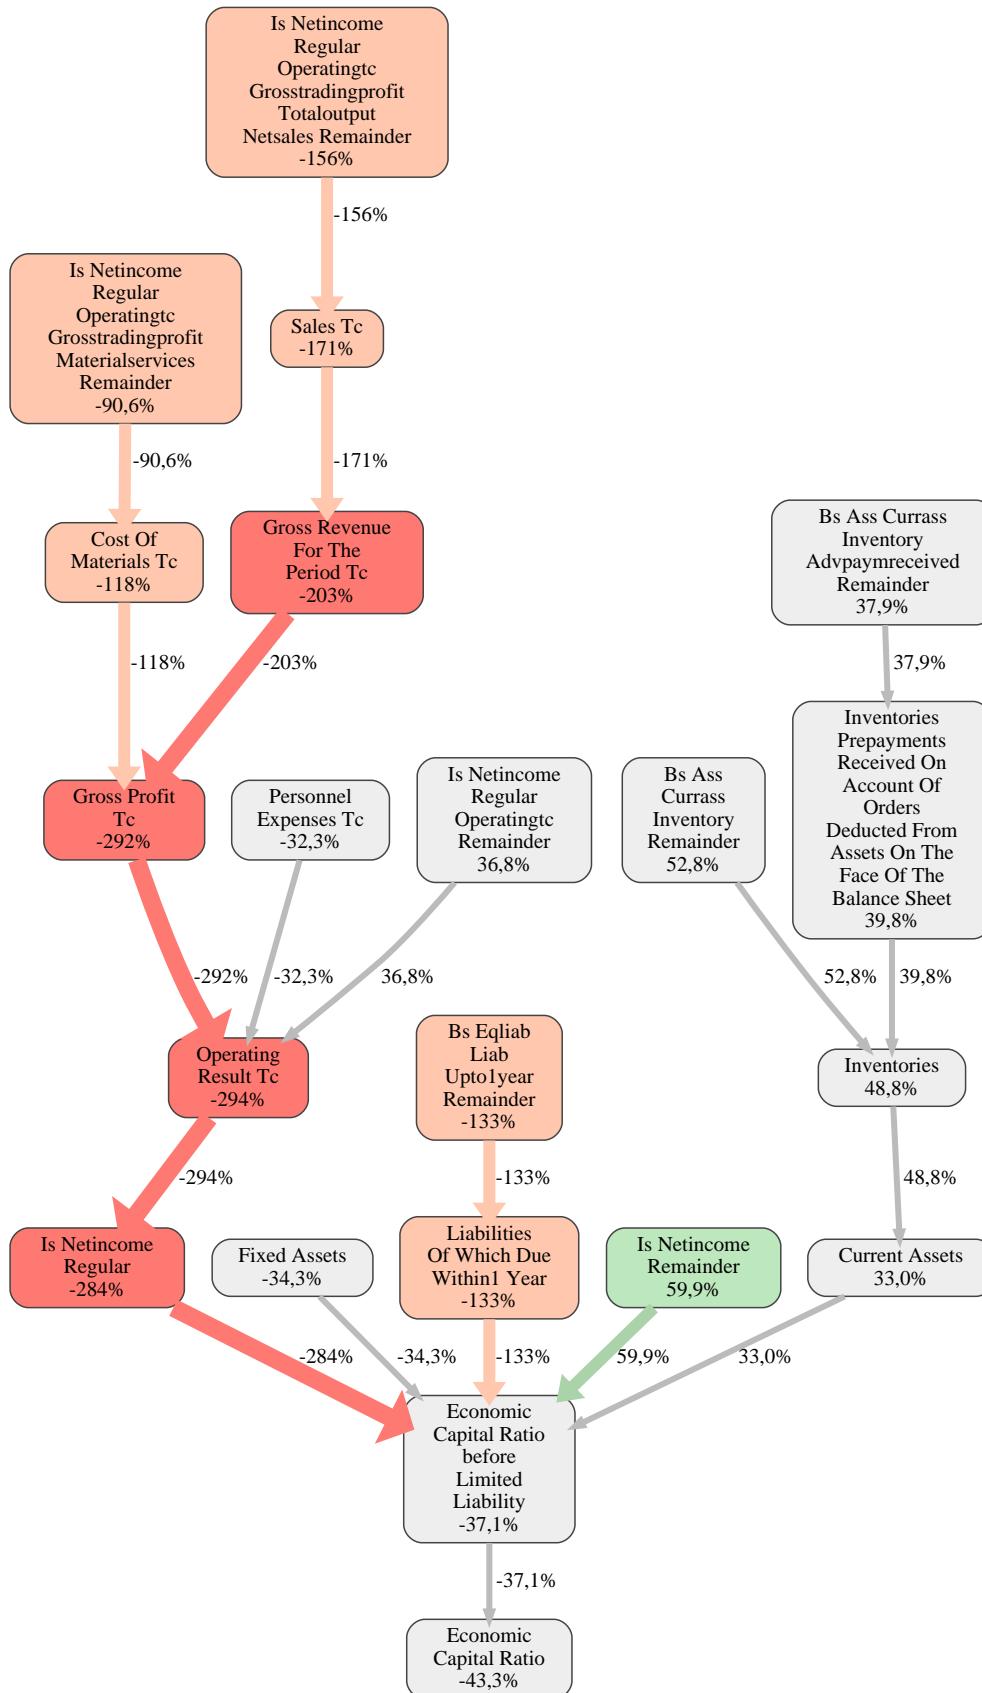 Is Netincome
Regular
Operatingtc
Grosstradingprofit
Totaloutput
Netsales Remainder
-156%
-156%
Is Netincome
Regular
Operatingtc
Grosstradingprofit
Materialservices
Remainder
-90,6%
Sales Tc
-171%
-90,6%
-171%
Cost Of
Materials Tc
-118%
Gross Revenue
For The
Period Tc
-203%
Bs Ass Currass
Inventory
Advpaymreceived
Remainder
37,9%
-118%
-203%
37,9%
Gross Profit
Tc
-292%
Personnel
Expenses Tc
-32,3%
Is Netincome
Regular
Operatingtc
Remainder
36,8%
Bs Ass
Currass
Inventory
Remainder
52,8%
Inventories
Prepayments
Received On
Account Of
Orders
Deducted From
Assets On The
Face Of The
Balance Sheet
39,8%
-292%
-32,3%
36,8%
52,8%
39,8%
Operating
Result Tc
-294%
Bs Eqliab
Liab
Upto1year
Remainder
-133%
Inventories
48,8%
-294%
-133%
48,8%
Is Netincome
Regular
-284%
Fixed Assets
-34,3%
Liabilities
Of Which Due
Within1 Year
-133%
Is Netincome
Remainder
59,9%
Current Assets
33,0%
-284%
-34,3%
-133%
59,9%
33,0%
Economic
Capital Ratio
before
Limited
Liability
-37,1%
-37,1%
Economic
Capital Ratio
-43,3%